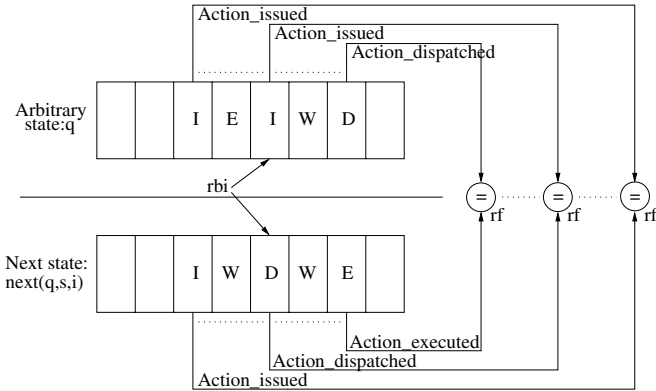 Action_issued
Action_issued
Action_dispatched
Arbitrary
state:q
I E I W D
rbi
= = =
rf rf rf
Next state:
next(q,s,i)
I W D W E
Action_executed
Action_dispatched
Action_issued